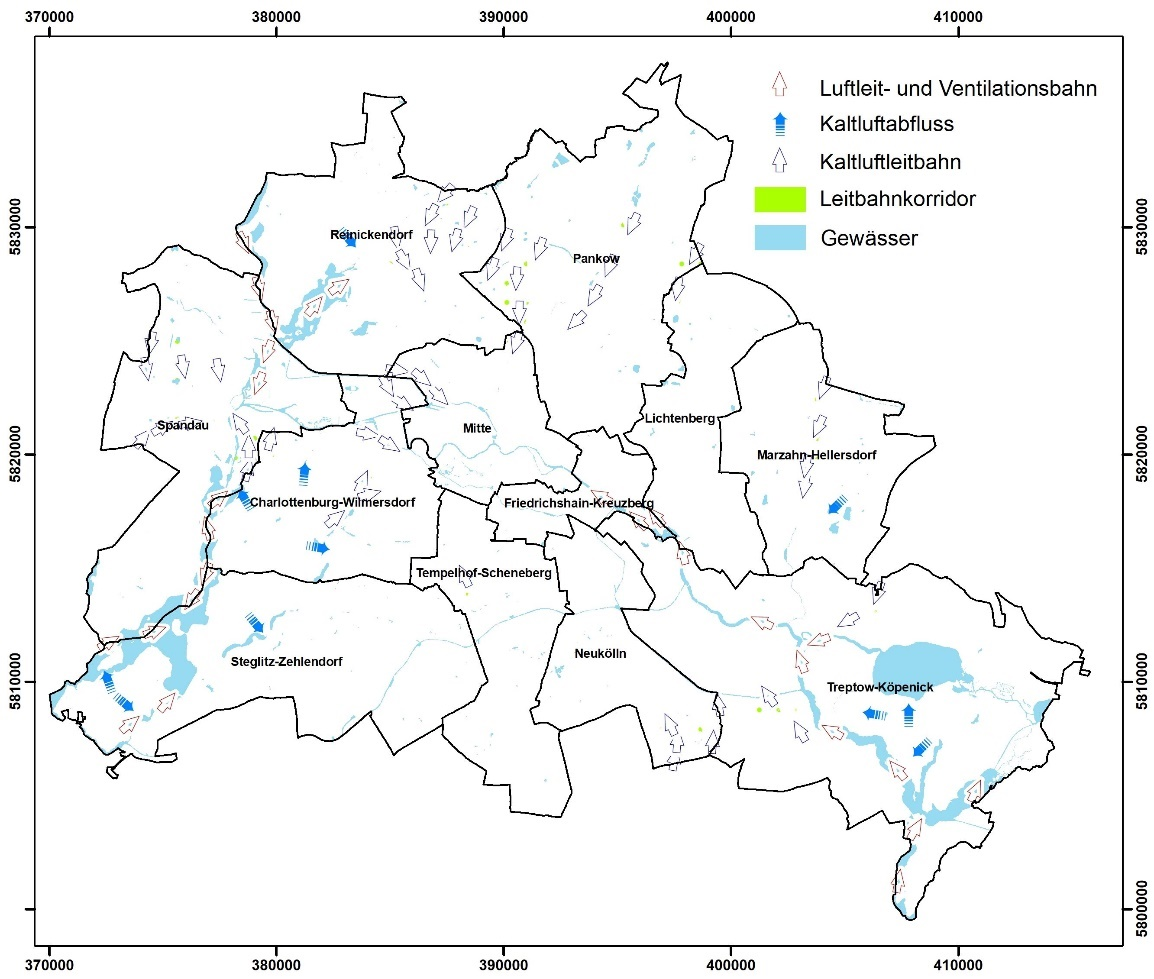 370000 380000 390000 400000 410000
Luftleit- und Ventilationsbahn
Kaltluftabfluss
Kaltluftleitbahn
Leitbahnkorridor
Gewässer
5830000 5830000
Reinickendorf
Pankow
Lichtenberg
Spandau
Mitte
5820000 5820000
Marzahn-Hellersdorf
Charlottenburg-Wilmersdorf
Friedrichshain-Kreuzberg
Tempelhof-Scheneberg
Neukölln
Steglitz-Zehlendorf
5810000 5810000
Treptow-Köpenick
5800000
370000 380000 390000 400000 410000